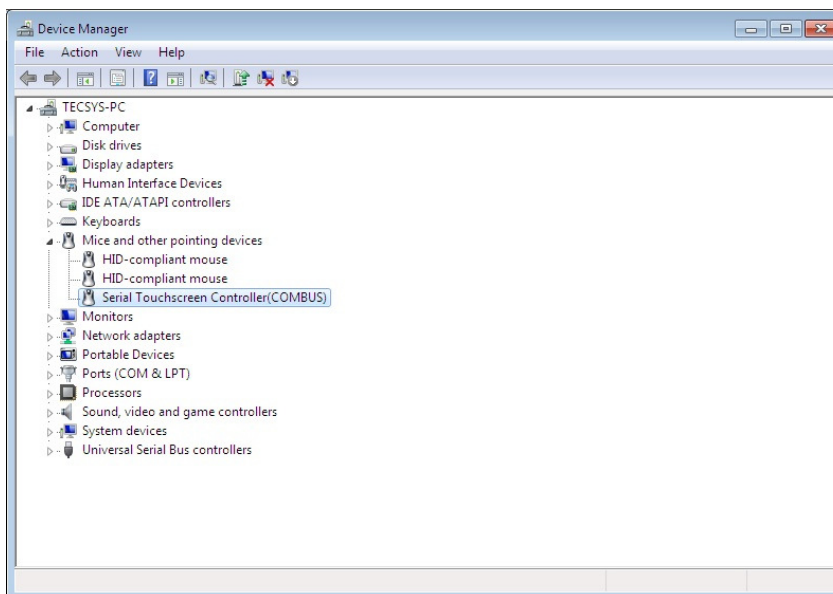 Device Manager
File Action View Help
TECSYS-PC
Computer
Disk drives
Display adapters
Human Interface Devices
IDE ATA/ATAPI controllers
Keyboards
Mice and other pointing devices
HID-compliant mouse
HID-compliant mouse
Serial Touchscreen Controller(COMBUS)
Monitors
Network adapters
Portable Devices
Ports (COM & LPT)
Processors
Sound, video and game controllers
System devices
Universal Serial Bus controllers